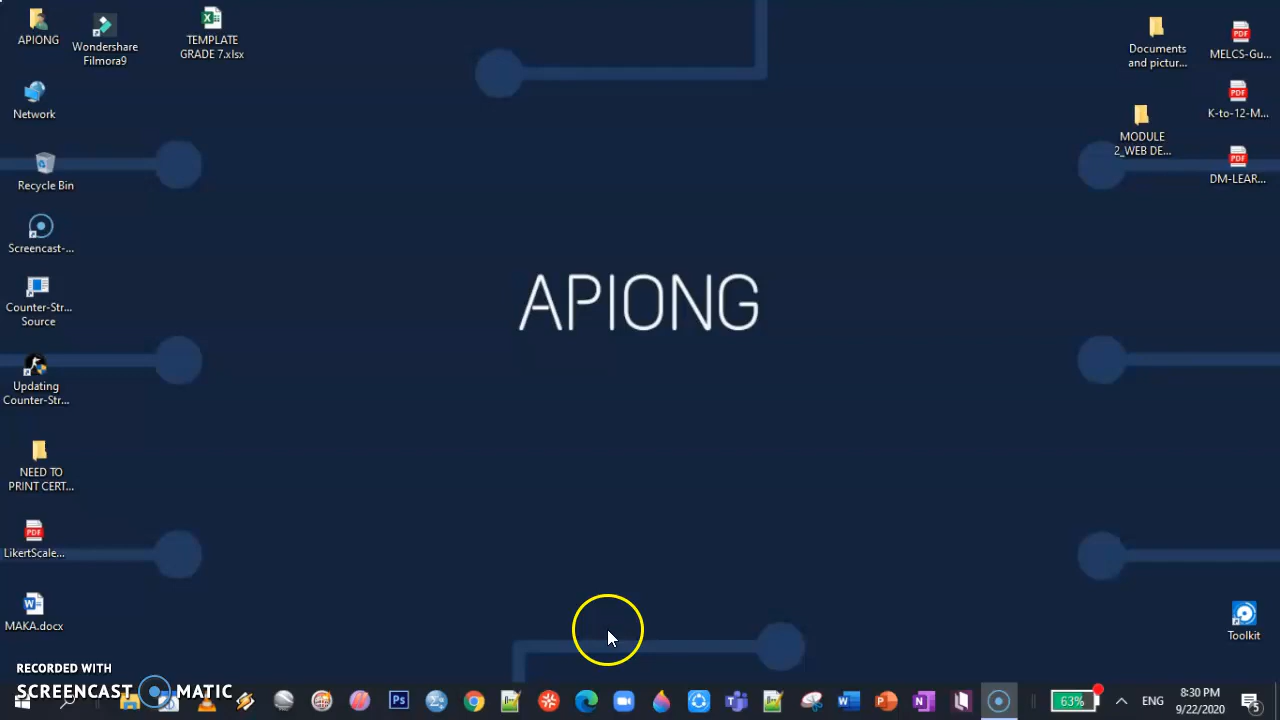 APIONG
Wondershare
Filmora9
TEMPLATE
GRADE 7.xlsx
Network
Recycle Bin
Screencast-...
Counter-Str...
Source
Updating
Counter-Str...
NEED TO
PRINT CERT...
LikertScale...
MAKA.docx
APIONG
Documents
and pictur...
MELCS-Gu...
K-to-12-M...
MODULE
2_WEB DE...
DM-LEAR...
Toolkit
RECORDED WITH
SCREENCAST MATIC
63%
ENG
8:30 PM
9/22/2020
5